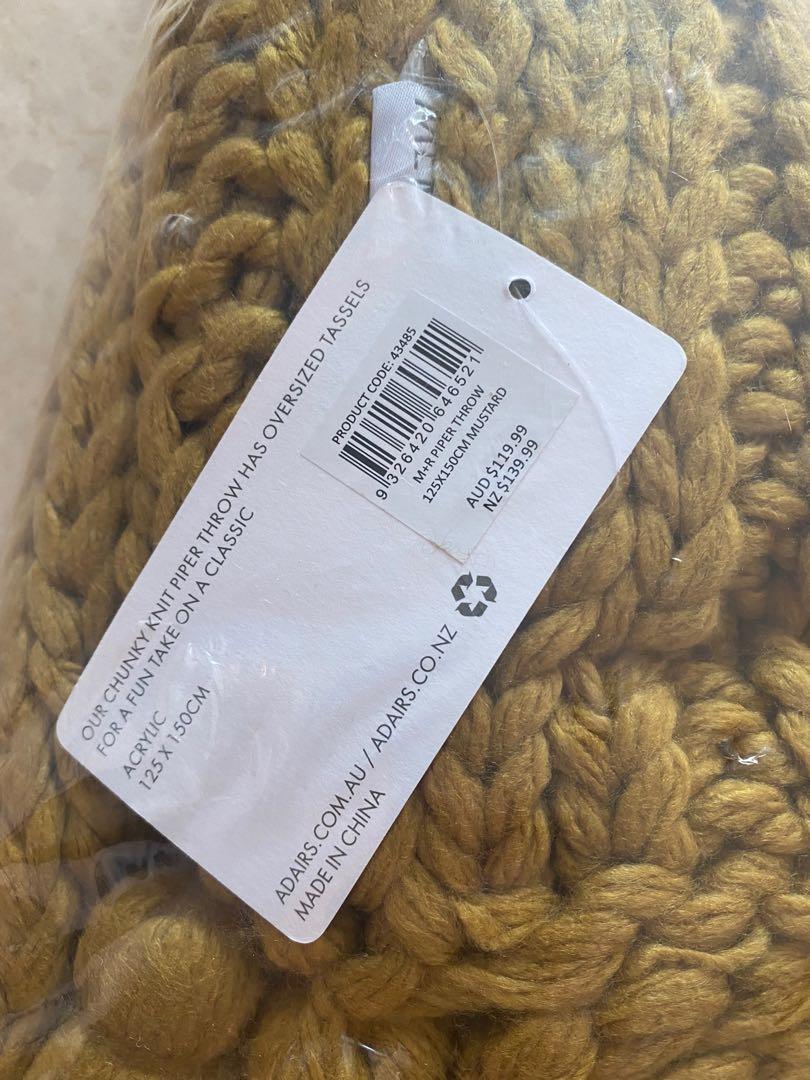 PRODUCT CODE: 43485
9 326420 646521
M+R PIPER THROW
125X150CM MUSTARD
AUD $119.99
NZ $139.99
OUR CHUNKY KNIT PIPER THROW HAS OVERSIZED TASSELS
FOR A FUN TAKE ON A CLASSIC
ACRYLIC
125 X 150CM
ADAIRS.COM.AU / ADAIRS.CO.NZ
MADE IN CHINA